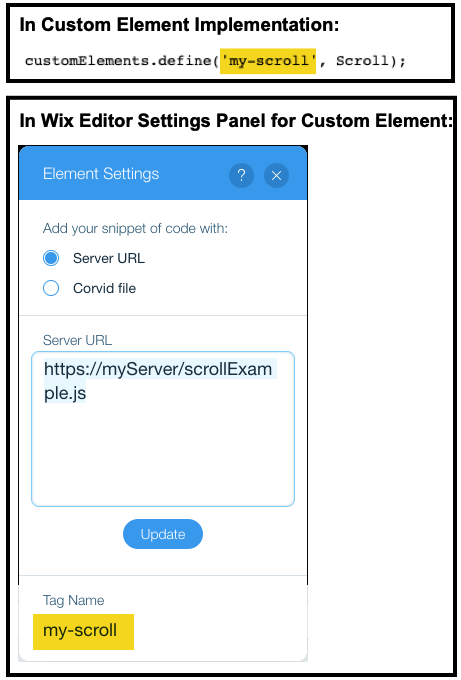 In Custom Element Implementation:
customElements.define('my-scroll', Scroll);
In Wix Editor Settings Panel for Custom Element:
Element Settings ? ×
Add your snippet of code with:
Server URL
Corvid file
Server URL
https://myServer/scrollExam
ple.js
Update
Tag Name
my-scroll